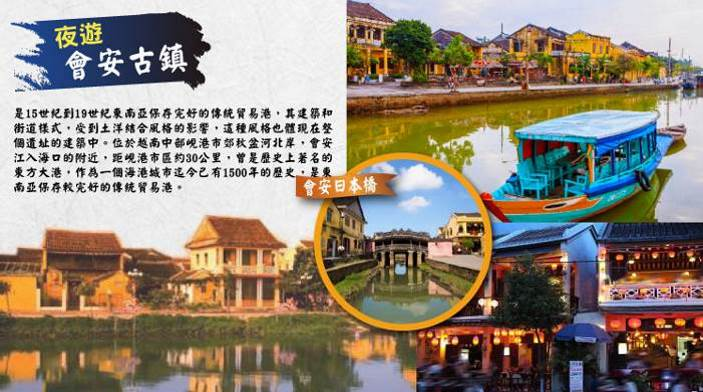 夜遊
會安古鎮
是15世紀到19世紀東南亞保存完好的傳統貿易港，其建築和
街道樣式，受到土洋結合風格的影響，這種風格也體現在整
個遺址的建築中。位於越南中部峴港市郊秋盆河北岸，會安
江入海口的附近，距峴港市區約30公里，曾是歷史上著名的
東方大港，作為一個海港城市迄今已有1500年的歷史，是東
南亞保存較完好的傳統貿易港。
會安日本橋